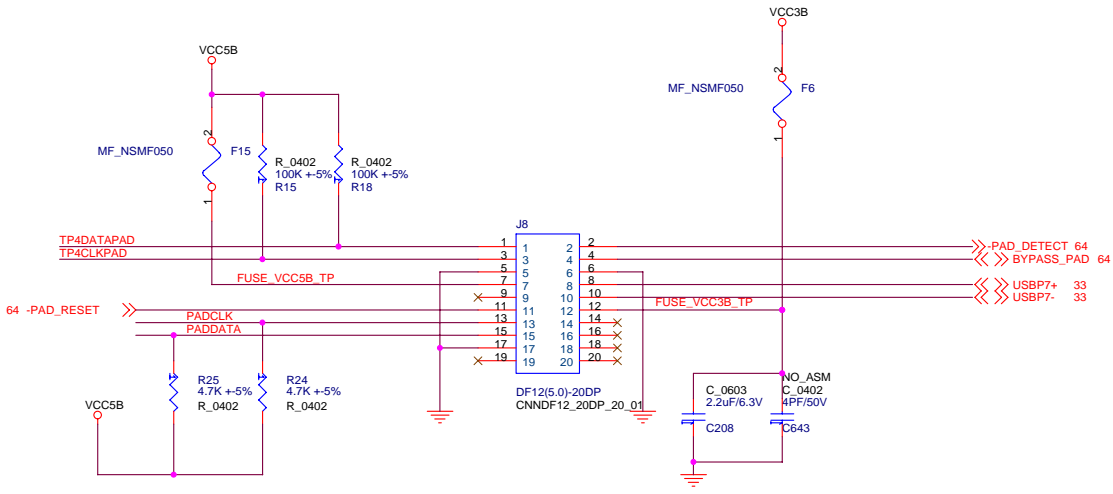 VCC3B
VCC5B
2
MF_NSMF050
F6
1
2
MF_NSMF050
F15
1
R_0402
100K +-5%
R15
R_0402
100K +-5%
R18
J8
TP4DATAPAD
1
1
2
2
-PAD_DETECT 64
TP4CLKPAD
3
3
4
4
BYPASS_PAD 64
5
5
6
6
FUSE_VCC5B_TP
7
7
8
8
USBP7+ 33
9
9
10
10
USBP7- 33
64 -PAD_RESET
11
11
12
12
FUSE_VCC3B_TP
PADCLK
13
13
14
14
PADDATA
15
15
16
16
17
17
18
18
19
19
20
20
R25
4.7K +-5%
R_0402
R24
4.7K +-5%
R_0402
VCC5B
DF12(5.0)-20DP
CNNDF12_20DP_20_01
C_0603
2.2uF/6.3V
C208
NO_ASM
C_0402
4PF/50V
C643